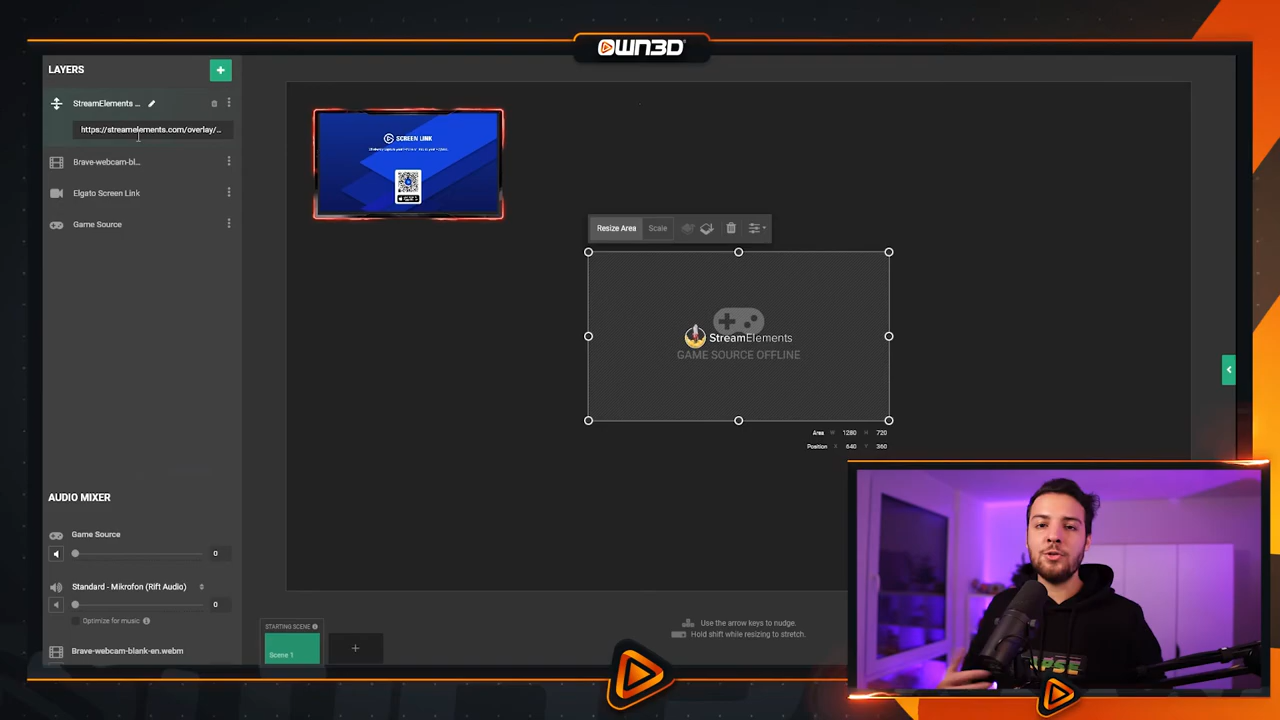 OWN3D
LAYERS
StreamElements ...
https://streamelements.com/overlay/...
Brave-webcam-bl...
Elgato Screen Link
Game Source
SCREEN LINK
Resize Area
Scale
StreamElements
GAME SOURCE OFFLINE
Area W 1280 H 720
Position X 640 Y 360
AUDIO MIXER
Game Source
0
Standard - Mikrofon (Rift Audio)
0
Optimize for music
Brave-webcam-blank-en.webm
STARTING SCENE
Scene 1
Use the arrow keys to nudge.
Hold shift while resizing to stretch.